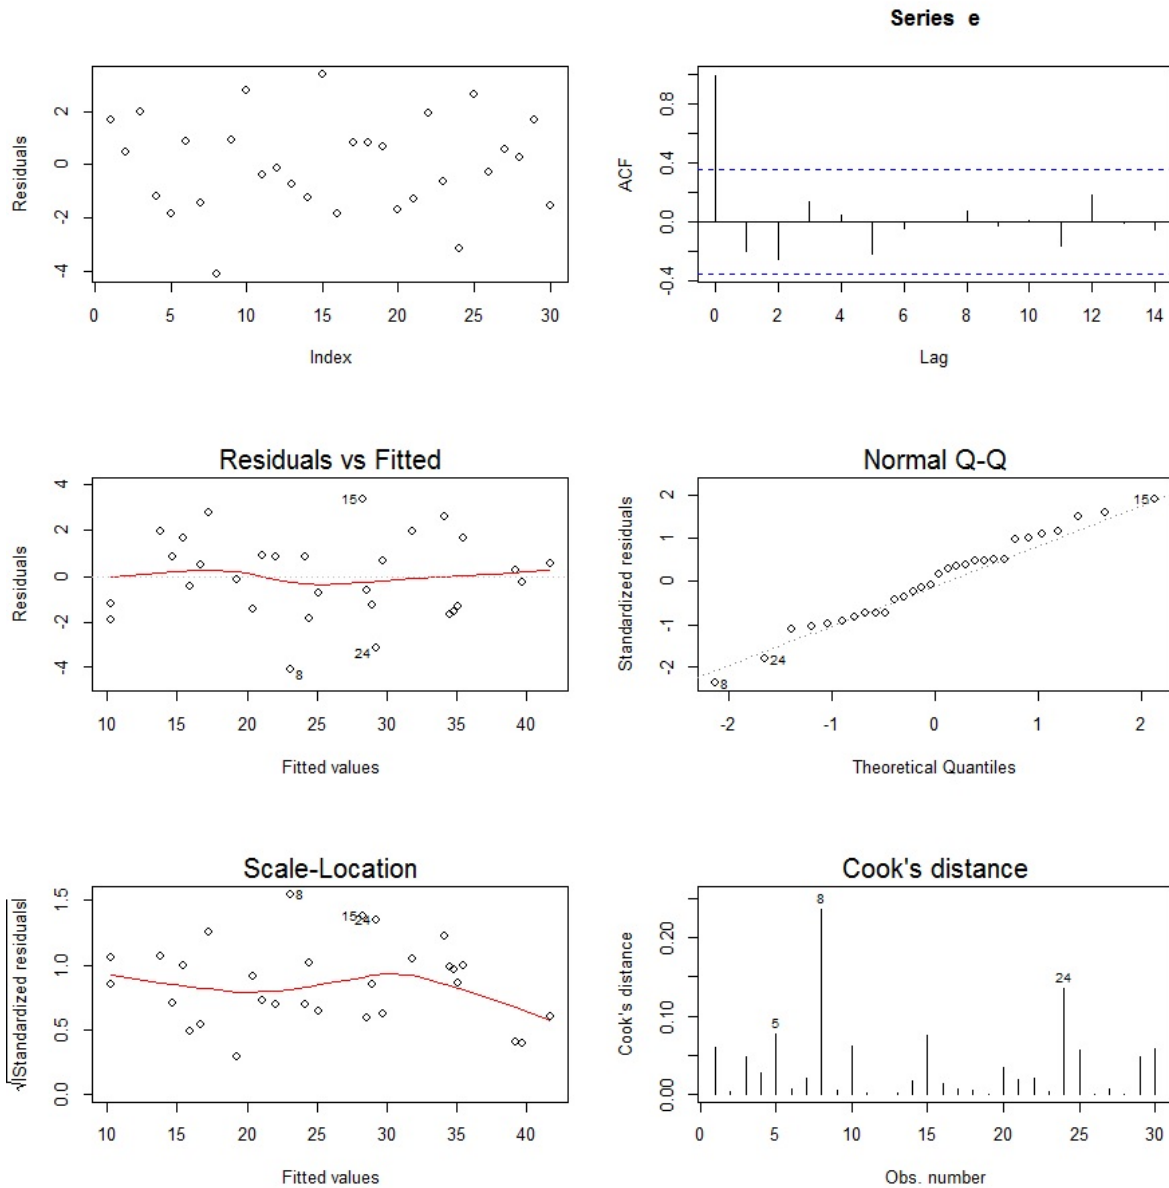 Series e
2
0
-2
-4
Residuals
0 5 10 15 20 25 30
Index
0.8
0.4
0.0
-0.4
ACF
0 2 4 6 8 10 12 14
Lag
Residuals vs Fitted
4
2
0
-2
-4
Residuals
15
24
8
10 15 20 25 30 35 40
Fitted values
Normal Q-Q
2
1
0
-1
-2
Standardized residuals
15
24
8
-2 -1 0 1 2
Theoretical Quantiles
Scale-Location
1.5
1.0
0.5
0.0
√|Standardized residuals|
8
15
24
10 15 20 25 30 35 40
Fitted values
Cook's distance
0.20
0.10
0.00
Cook's distance
8
24
5
0 5 10 15 20 25 30
Obs. number